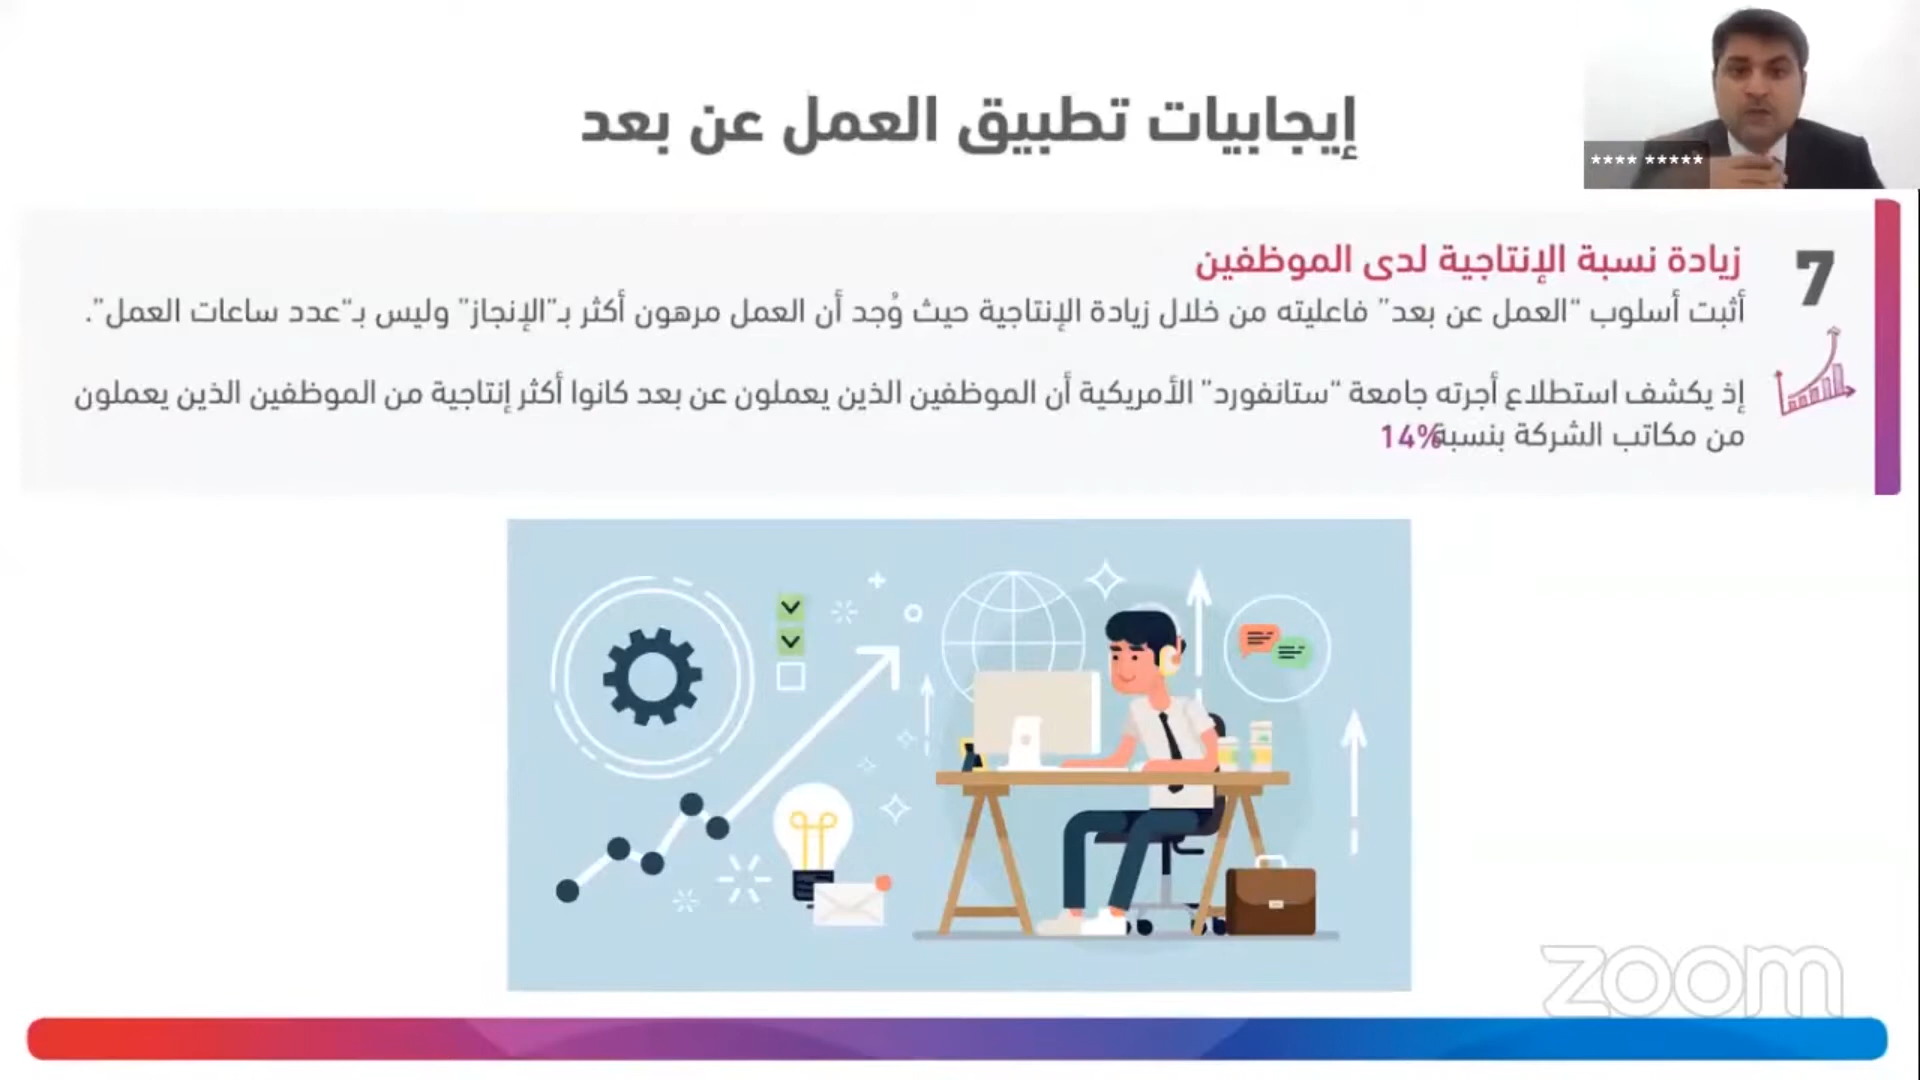 إيجابيات تطبيق العمل عن بعد
**** *****
7
زيادة نسبة الإنتاجية لدى الموظفين
أثبت أسلوب "العمل عن بعد" فاعليته من خلال زيادة الإنتاجية حيث وُجد أن العمل مرهون أكثر بـ"الإنجاز" وليس بـ"عدد ساعات العمل".
إذ يكشف استطلاع أجرته جامعة "ستانفورد" الأمريكية أن الموظفين الذين يعملون عن بعد كانوا أكثر إنتاجية من الموظفين الذين يعملون
من مكاتب الشركة بنسبة 14%
zoom